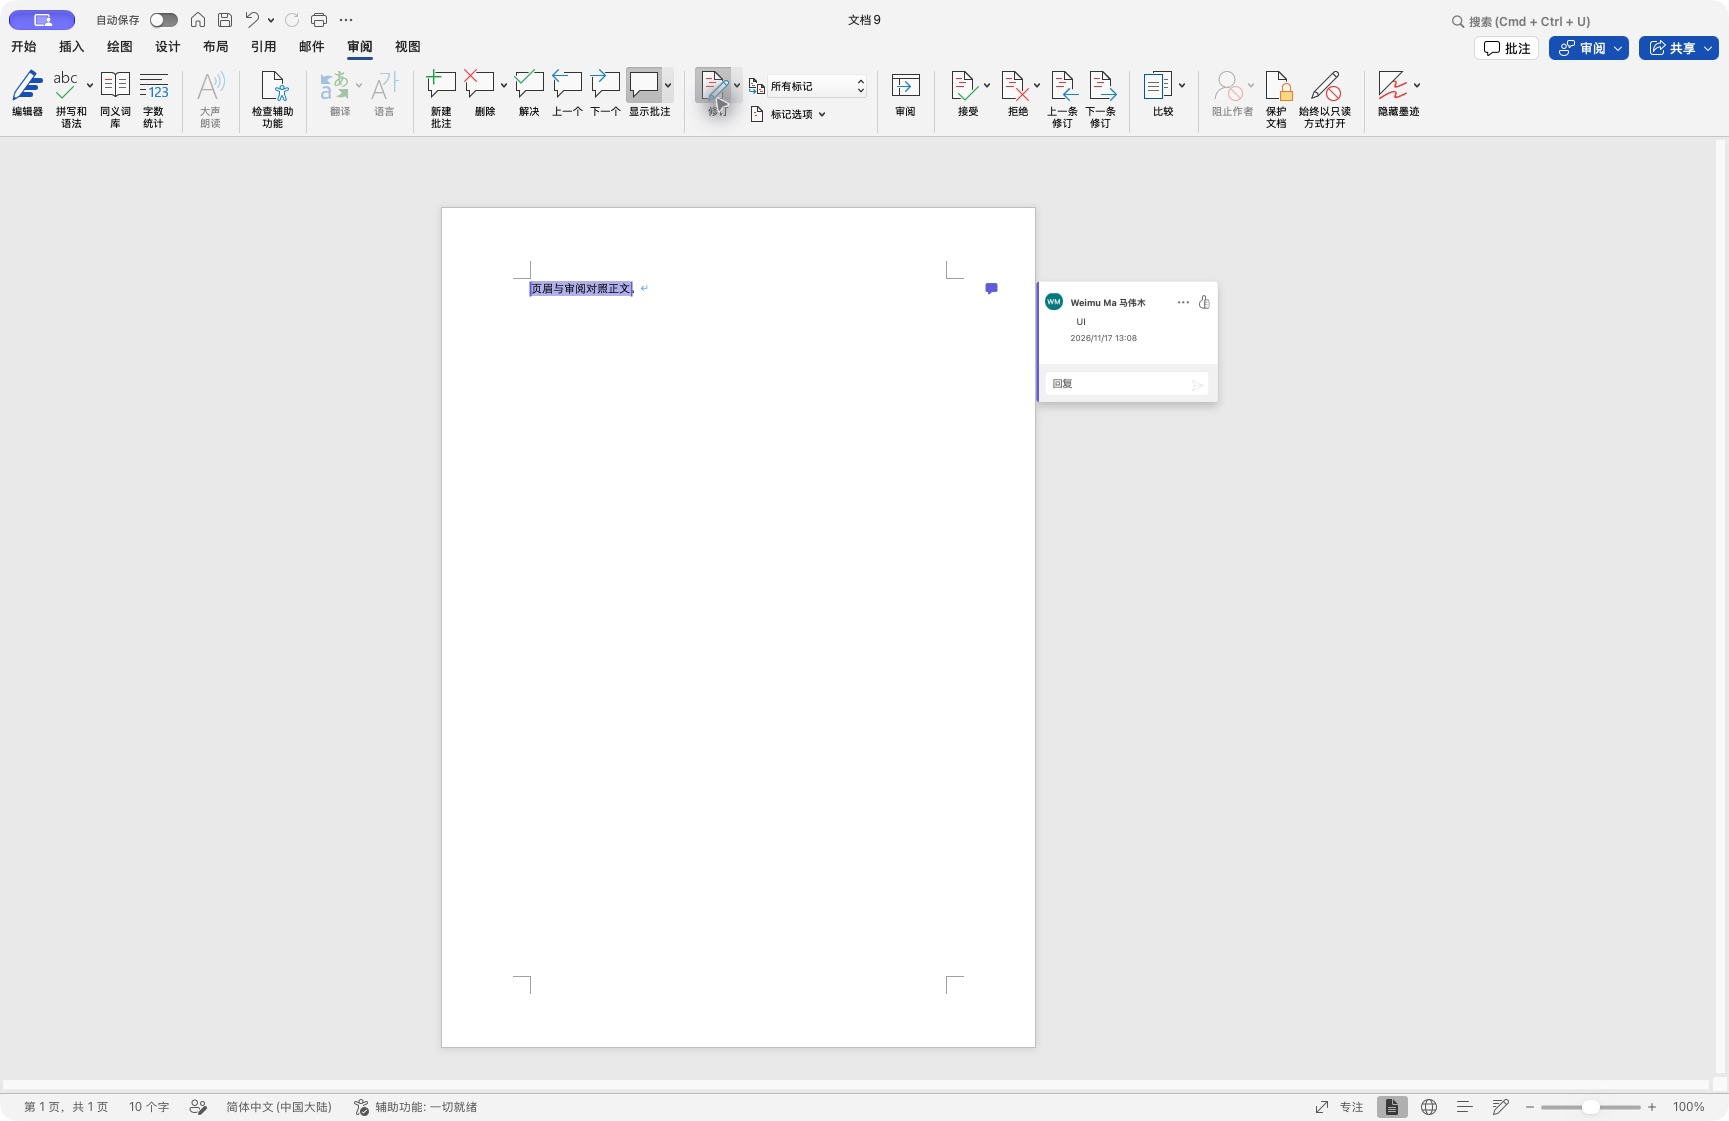 自动保存
文档9
搜索 (Cmd + Ctrl + U)
开始 插入 绘图 设计 布局 引用 邮件 审阅 视图
批注 审阅 共享
编辑器
拼写和语法
同义词库
字数统计
大声朗读
检查辅助功能
翻译
语言
新建批注
删除
解决
上一个
下一个
显示批注
修订
所有标记
标记选项
审阅
接受
拒绝
上一条修订
下一条修订
比较
阻止作者
保护文档
始终以只读方式打开
隐藏墨迹
页眉与审阅对照正文.
WM Weimu Ma 马伟木
UI
2026/11/17 13:08
回复
第 1 页，共 1 页 10 个字 简体中文 (中国大陆) 辅助功能: 一切就绪 专注 100%